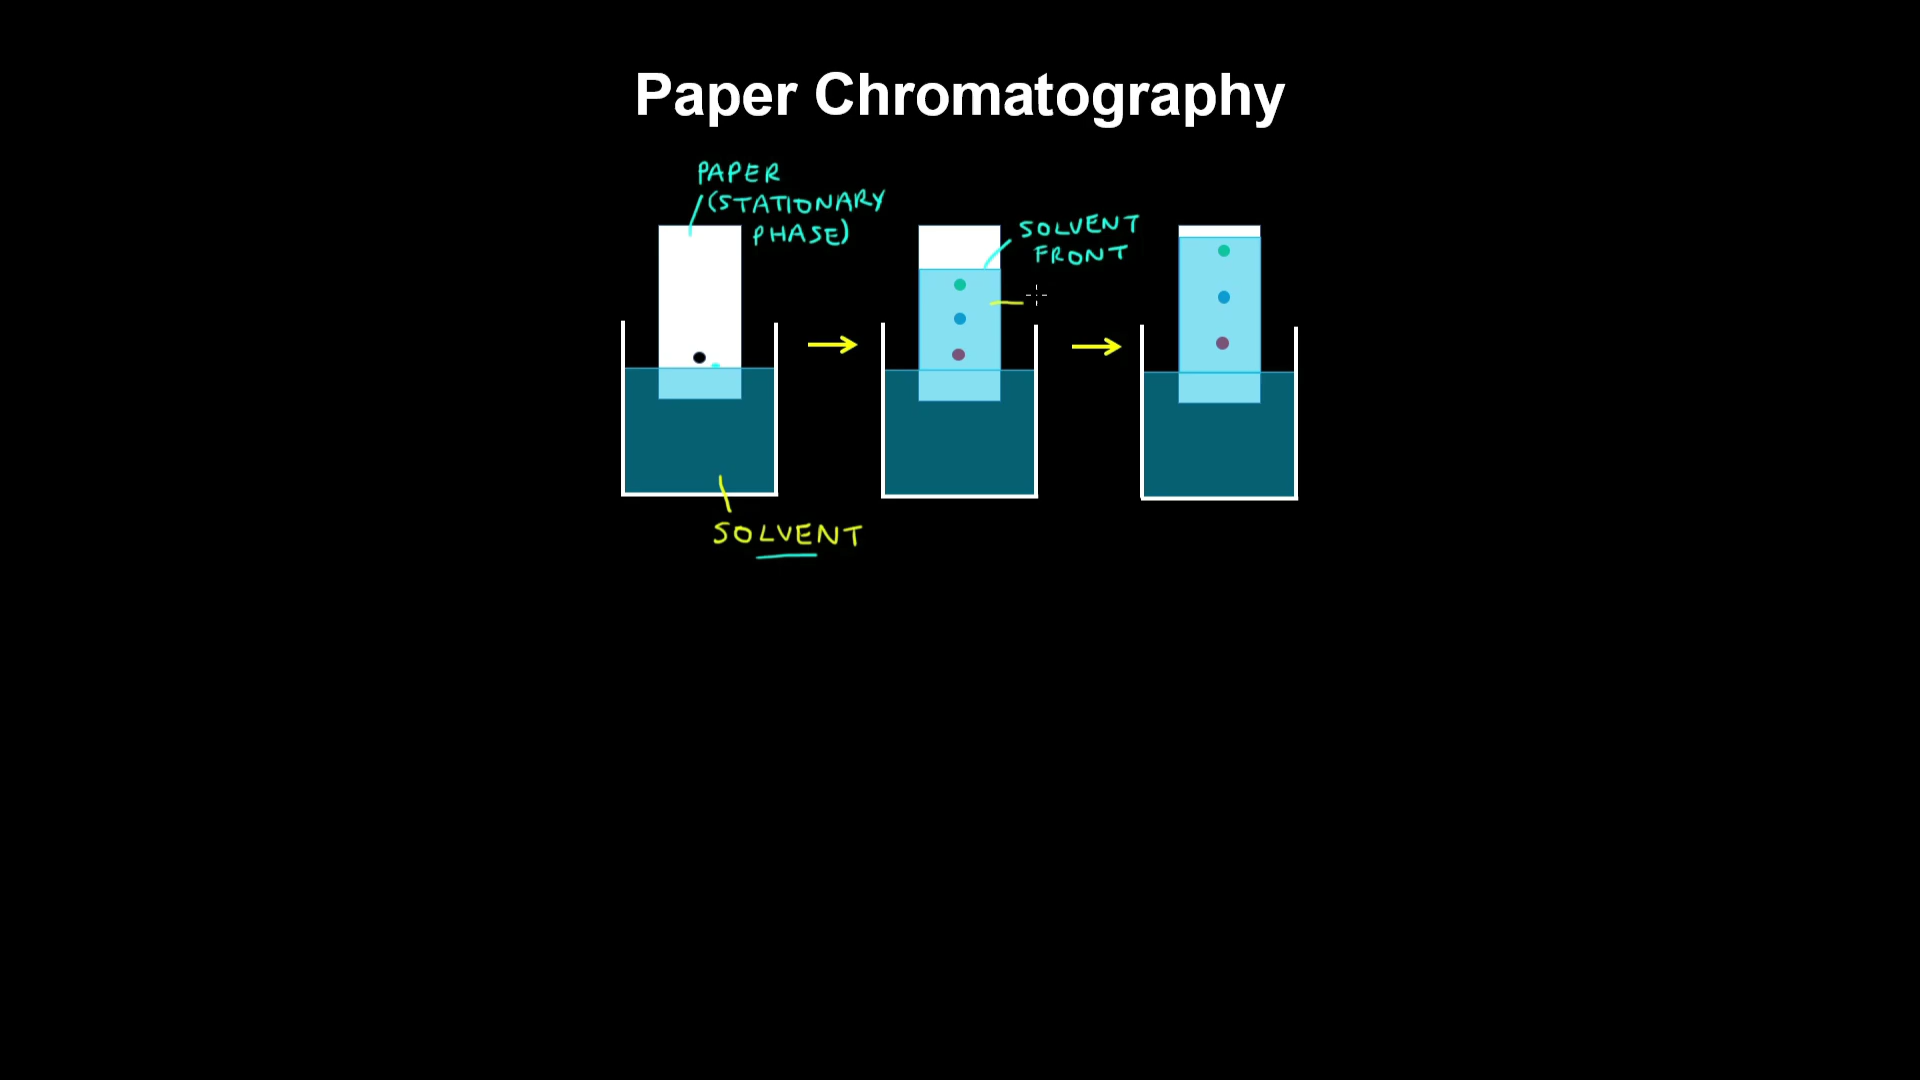 Paper Chromatography
PAPER
(STATIONARY
PHASE)
SOLVENT
FRONT
SOLVENT